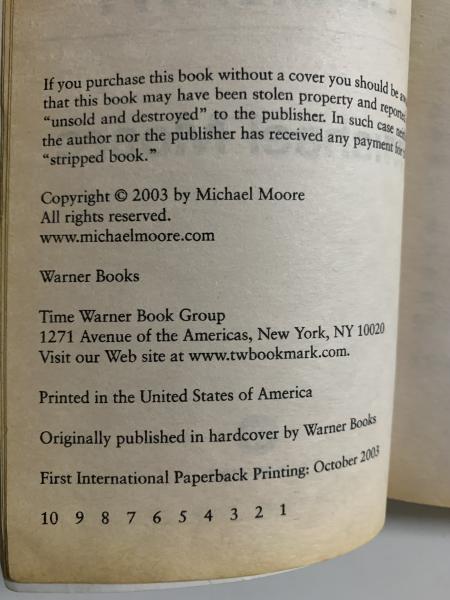 If you purchase this book without a cover you should be
that this book may have been stolen property and reported
"unsold and destroyed" to the publisher. In such case
the author nor the publisher has received any payment for
"stripped book."
Copyright © 2003 by Michael Moore
All rights reserved.
www.michaelmoore.com
Warner Books
Time Warner Book Group
1271 Avenue of the Americas, New York, NY 10020
Visit our Web site at www.twbookmark.com.
Printed in the United States of America
Originally published in hardcover by Warner Books
First International Paperback Printing: October 2003
10 9 8 7 6 5 4 3 2 1